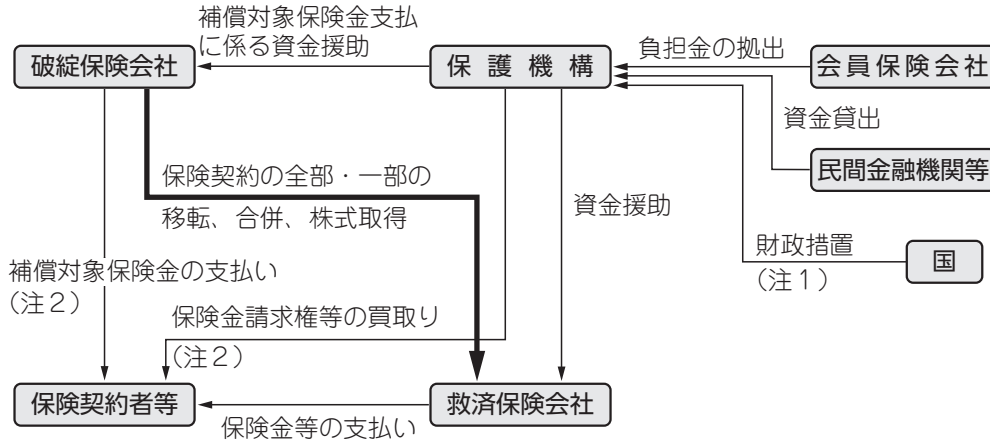 補償対象保険金支払
に係る資金援助
破綻保険会社
保護機構
負担金の拠出
会員保険会社
資金貸出
民間金融機関等
保険契約の全部・一部の
移転、合併、株式取得
資金援助
財政措置
(注1)
国
補償対象保険金の支払い
(注2)
保険金請求権等の買取り
(注2)
保険契約者等
救済保険会社
保険金等の支払い